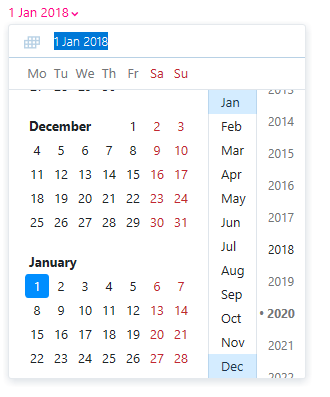 1 Jan 2018
1 Jan 2018
Mo Tu We Th Fr Sa Su
December 1 2 3
4 5 6 7 8 9 10
11 12 13 14 15 16 17
18 19 20 21 22 23 24
25 26 27 28 29 30 31
January
1 2 3 4 5 6 7
8 9 10 11 12 13 14
15 16 17 18 19 20 21
22 23 24 25 26 27 28
Jan
Feb
Mar
Apr
May
Jun
Jul
Aug
Sep
Oct
Nov
Dec
2013
2014
2015
2016
2017
2018
2019
• 2020
2021
2022